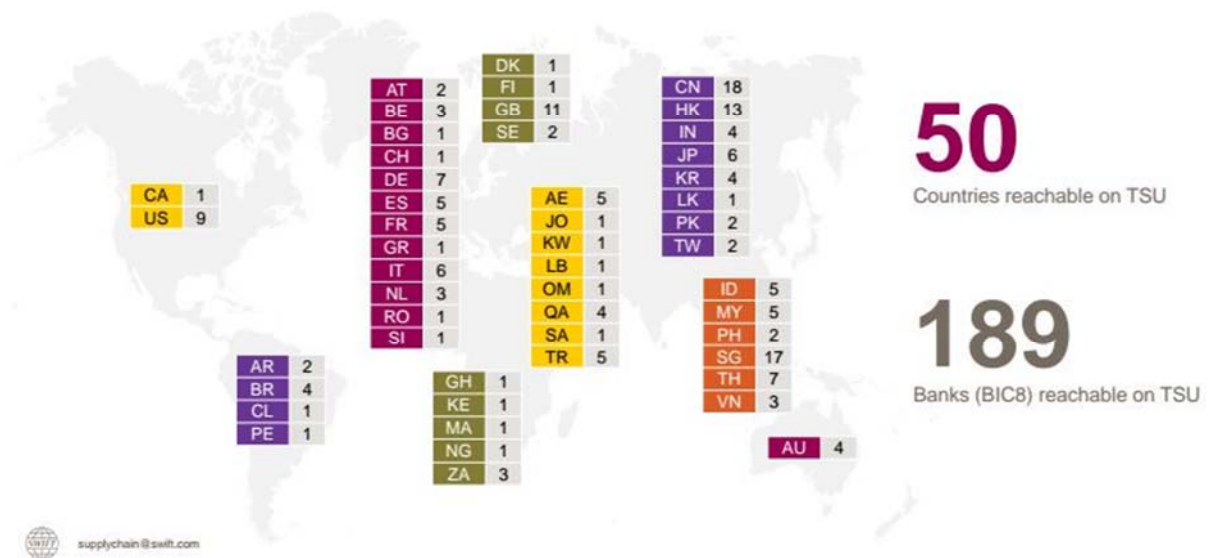 DK 1
FI 1
GB 11
SE 2
AT 2
BE 3
BG 1
CH 1
DE 7
ES 5
FR 5
GR 1
IT 6
NL 3
RO 1
SI 1
CN 18
HK 13
IN 4
JP 6
KR 4
LK 1
PK 2
TW 2
50
Countries reachable on TSU
CA 1
US 9
AE 5
JO 1
KW 1
LB 1
OM 1
QA 4
SA 1
TR 5
ID 5
MY 5
PH 2
SG 17
TH 7
VN 3
189
Banks (BIC8) reachable on TSU
AR 2
BR 4
CL 1
PE 1
GH 1
KE 1
MA 1
NG 1
ZA 3
AU 4
SWIFT
supplychain@swift.com